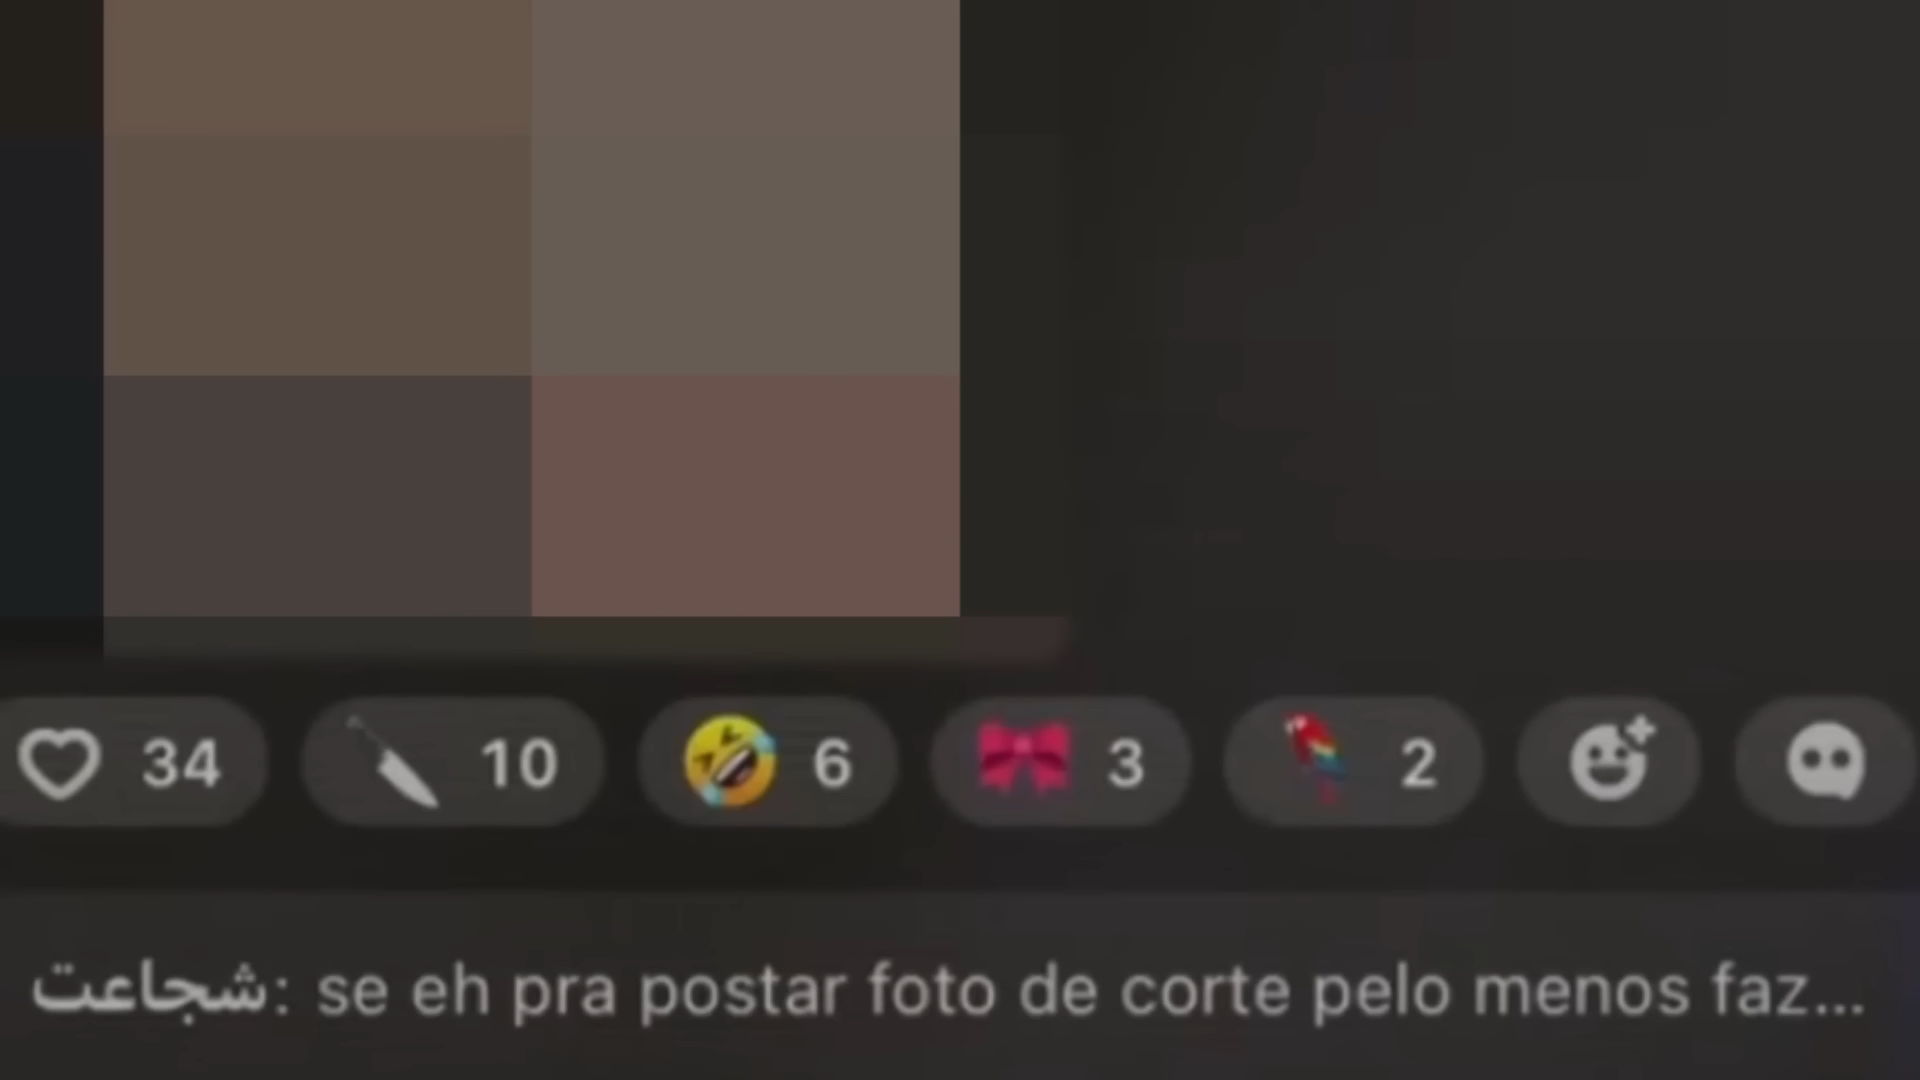 34 10 6 3 2
شجاعت: se eh pra postar foto de corte pelo menos faz...